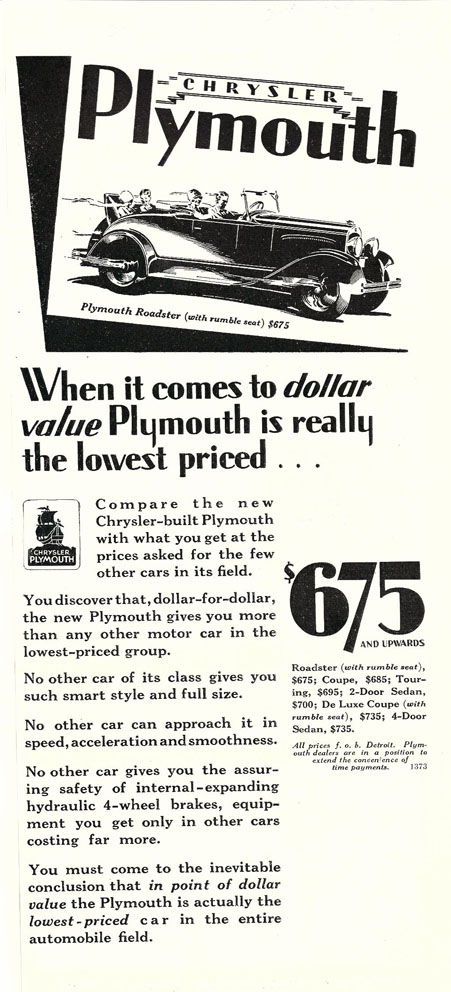 CHRYSLER
Plymouth
Plymouth Roadster (with rumble seat) $675
When it comes to dollar
value Plymouth is really
the lowest priced . . .
CHRYSLER
PLYMOUTH
Compare the new
Chrysler-built Plymouth
with what you get at the
prices asked for the few
other cars in its field.
You discover that, dollar-for-dollar,
the new Plymouth gives you more
than any other motor car in the
lowest-priced group.
No other car of its class gives you
such smart style and full size.
No other car can approach it in
speed, acceleration and smoothness.
No other car gives you the assur-
ing safety of internal-expanding
hydraulic 4-wheel brakes, equip-
ment you get only in other cars
costing far more.
You must come to the inevitable
conclusion that in point of dollar
value the Plymouth is actually the
lowest-priced car in the entire
automobile field.
$675
AND UPWARDS
Roadster (with rumble seat),
$675; Coupe, $685; Tour-
ing, $695; 2-Door Sedan,
$700; De Luxe Coupe (with
rumble seat), $735; 4-Door
Sedan, $735.
All prices f. o. b. Detroit. Plym-
outh dealers are in a position to
extend the convenience of
time payments. 1373